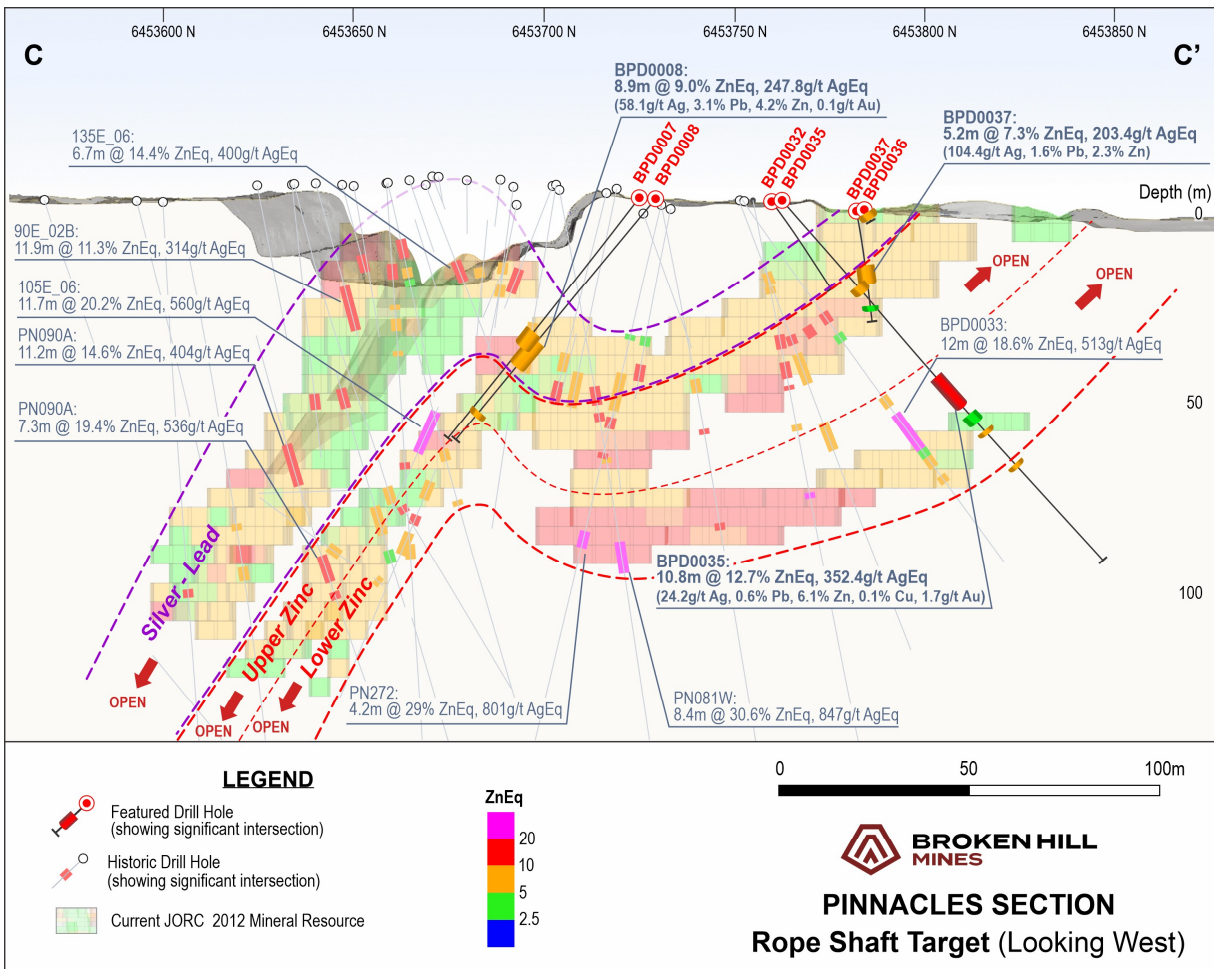 6453600 N
6453650 N
6453700 N
6453750 N
6453800 N
6453850 N
C
C'
BPD0008:
8.9m @ 9.0% ZnEq, 247.8g/t AgEq
(58.1g/t Ag, 3.1% Pb, 4.2% Zn, 0.1g/t Au)
BPD0037:
5.2m @ 7.3% ZnEq, 203.4g/t AgEq
(104.4g/t Ag, 1.6% Pb, 2.3% Zn)
135E_06:
6.7m @ 14.4% ZnEq, 400g/t AgEq
BPD0007
BPD0008
BPD0032
BPD0035
BPD0037
BPD0036
Depth (m)
0
90E_02B:
11.9m @ 11.3% ZnEq, 314g/t AgEq
105E_06:
11.7m @ 20.2% ZnEq, 560g/t AgEq
PN090A:
11.2m @ 14.6% ZnEq, 404g/t AgEq
PN090A:
7.3m @ 19.4% ZnEq, 536g/t AgEq
OPEN
OPEN
BPD0033:
12m @ 18.6% ZnEq, 513g/t AgEq
50
Silver - Lead
Upper Zinc
Lower Zinc
BPD0035:
10.8m @ 12.7% ZnEq, 352.4g/t AgEq
(24.2g/t Ag, 0.6% Pb, 6.1% Zn, 0.1% Cu, 1.7g/t Au)
100
OPEN
OPEN
OPEN
PN272:
4.2m @ 29% ZnEq, 801g/t AgEq
PN081W:
8.4m @ 30.6% ZnEq, 847g/t AgEq
LEGEND
Featured Drill Hole
(showing significant intersection)
Historic Drill Hole
(showing significant intersection)
Current JORC 2012 Mineral Resource
ZnEq
20
10
5
2.5
0
50
100m
BROKEN HILL
MINES
PINNACLES SECTION
Rope Shaft Target (Looking West)